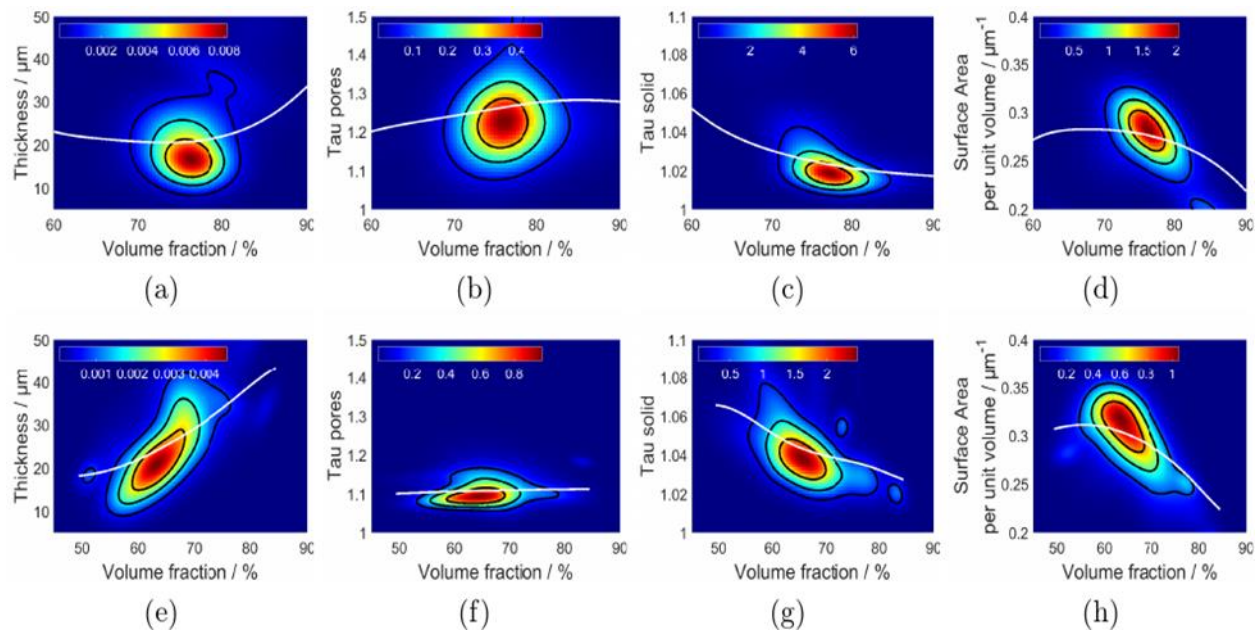 50
40
30
20
10
60 70 80 90
Thickness / μm
Volume fraction / %
0.002 0.004 0.006 0.008
(a)
1.5
1.4
1.3
1.2
1.1
1
60 70 80 90
Tau pores
Volume fraction / %
0.1 0.2 0.3 0.4
(b)
1.1
1.08
1.06
1.04
1.02
1
60 70 80 90
Tau solid
Volume fraction / %
2 4 6
(c)
0.4
0.35
0.3
0.25
0.2
60 70 80 90
Surface Area
per unit volume / μm⁻¹
Volume fraction / %
0.5 1 1.5 2
(d)
50
40
30
20
10
50 60 70 80 90
Thickness / μm
Volume fraction / %
0.001 0.002 0.003 0.004
(e)
1.5
1.4
1.3
1.2
1.1
1
50 60 70 80 90
Tau pores
Volume fraction / %
0.2 0.4 0.6 0.8
(f)
1.1
1.08
1.06
1.04
1.02
1
50 60 70 80 90
Tau solid
Volume fraction / %
0.5 1 1.5 2
(g)
0.4
0.35
0.3
0.25
0.2
50 60 70 80 90
Surface Area
per unit volume / μm⁻¹
Volume fraction / %
0.2 0.4 0.6 0.8 1
(h)